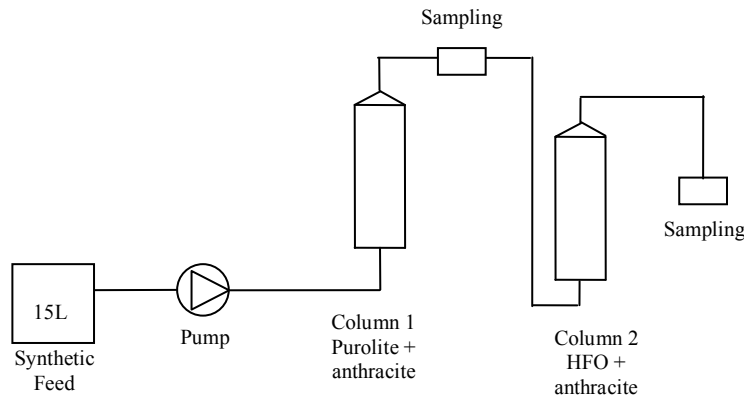 Sampling
15L
Synthetic
Feed
Pump
Column 1
Purolite +
anthracite
Column 2
HFO +
anthracite
Sampling